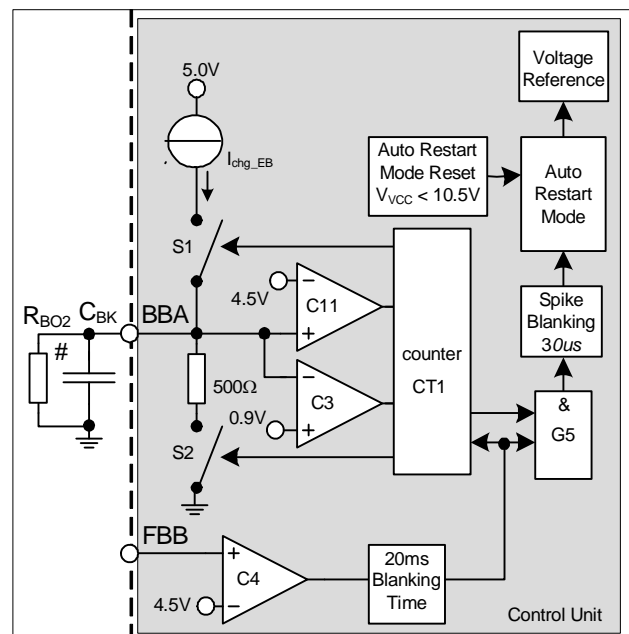 5.0V
Voltage
Reference
I chg_EB
Auto Restart
Mode Reset
VVCC < 10.5V
Auto
Restart
Mode
S1
RBO2
#
CBK
BBA
4.5V
C11
counter
CT1
Spike
Blanking
30us
500Ω
C3
0.9V
S2
&
G5
FBB
C4
4.5V
20ms
Blanking
Time
Control Unit